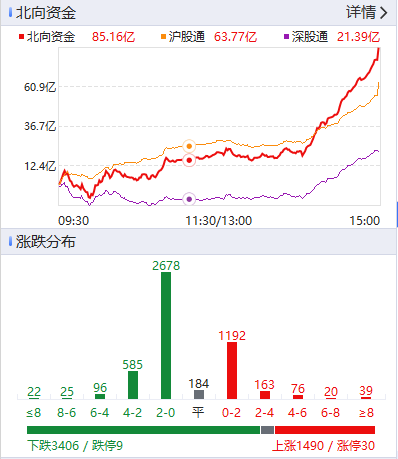 北向资金 详情
北向资金 85.16亿 沪股通 63.77亿 深股通 21.39亿
60.9亿
36.7亿
12.4亿
09:30 11:30/13:00 15:00
涨跌分布
2678
1192
585
184
163
96
76
39
22 25 20
≤8 8-6 6-4 4-2 2-0 平 0-2 2-4 4-6 6-8 ≥8
下跌3406 / 跌停9 上涨1490 / 涨停30